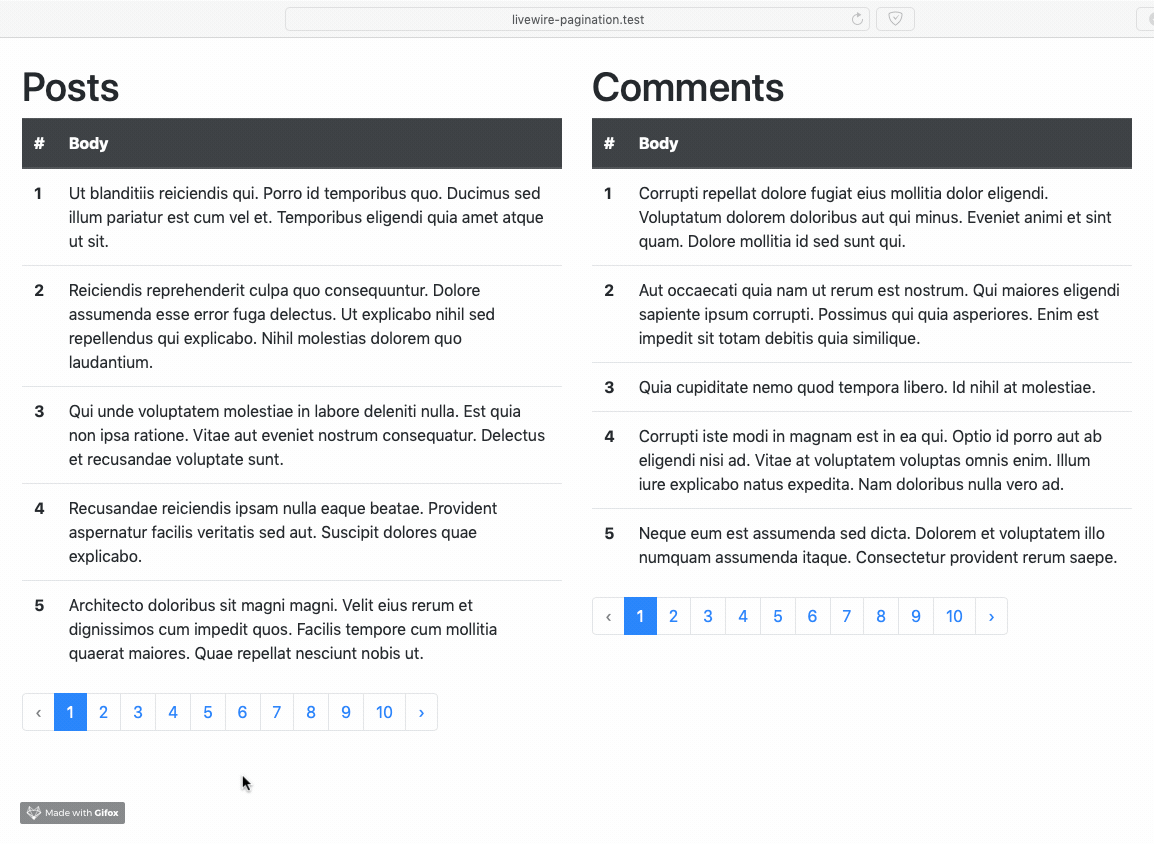 livewire-pagination.test
Posts
# Body
1 Ut blanditiis reiciendis qui. Porro id temporibus quo. Ducimus sed
illum pariatur est cum vel et. Temporibus eligendi quia amet atque
ut sit.
2 Reiciendis reprehenderit culpa quo consequuntur. Dolore
assumenda esse error fuga delectus. Ut explicabo nihil sed
repellendus qui explicabo. Nihil molestias dolorem quo
laudantium.
3 Qui unde voluptatem molestiae in labore deleniti nulla. Est quia
non ipsa ratione. Vitae aut eveniet nostrum consequatur. Delectus
et recusandae voluptate sunt.
4 Recusandae reiciendis ipsam nulla eaque beatae. Provident
aspernatur facilis veritatis sed aut. Suscipit dolores quae
explicabo.
5 Architecto doloribus sit magni magni. Velit eius rerum et
dignissimos cum impedit quos. Facilis tempore cum mollitia
quaerat maiores. Quae repellat nesciunt nobis ut.
‹ 1 2 3 4 5 6 7 8 9 10 ›
Comments
# Body
1 Corrupti repellat dolore fugiat eius mollitia dolor eligendi.
Voluptatum dolorem doloribus aut qui minus. Eveniet animi et sint
quam. Dolore mollitia id sed sunt qui.
2 Aut occaecati quia nam ut rerum est nostrum. Qui maiores eligendi
sapiente ipsum corrupti. Possimus qui quia asperiores. Enim est
impedit sit totam debitis quia similique.
3 Quia cupiditate nemo quod tempora libero. Id nihil at molestiae.
4 Corrupti iste modi in magnam est in ea qui. Optio id porro aut ab
eligendi nisi ad. Vitae at voluptatem voluptas omnis enim. Illum
iure explicabo natus expedita. Nam doloribus nulla vero ad.
5 Neque eum est assumenda sed dicta. Dolorem et voluptatem illo
numquam assumenda itaque. Consectetur provident rerum saepe.
‹ 1 2 3 4 5 6 7 8 9 10 ›
Made with Gifox